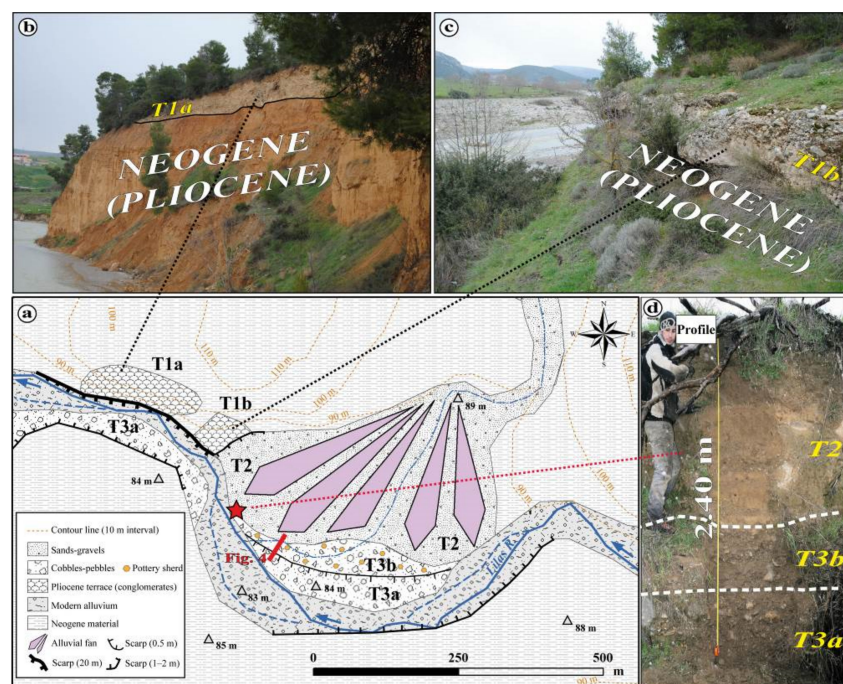 b
T1a
NEOGENE
(PLIOCENE)
c
NEOGENE
(PLIOCENE)
T1b
a
100 m
110 m
110 m
100 m
90 m
90 m
N
W E
S
T1a
T1b
T3a
89 m
T2
84 m
T2
Fig. 4
T3b
84 m
T3a
83 m
85 m
88 m
90 m
Contour line (10 m interval)
Sands-gravels
Cobbles-pebbles
Pottery sherd
Pliocene terrace (conglomerates)
Modern alluvium
Neogene material
Alluvial fan
Scarp (0.5 m)
Scarp (20 m)
Scarp (1–2 m)
0 250 500
m
d
Profile
2.40 m
T2
T3b
T3a